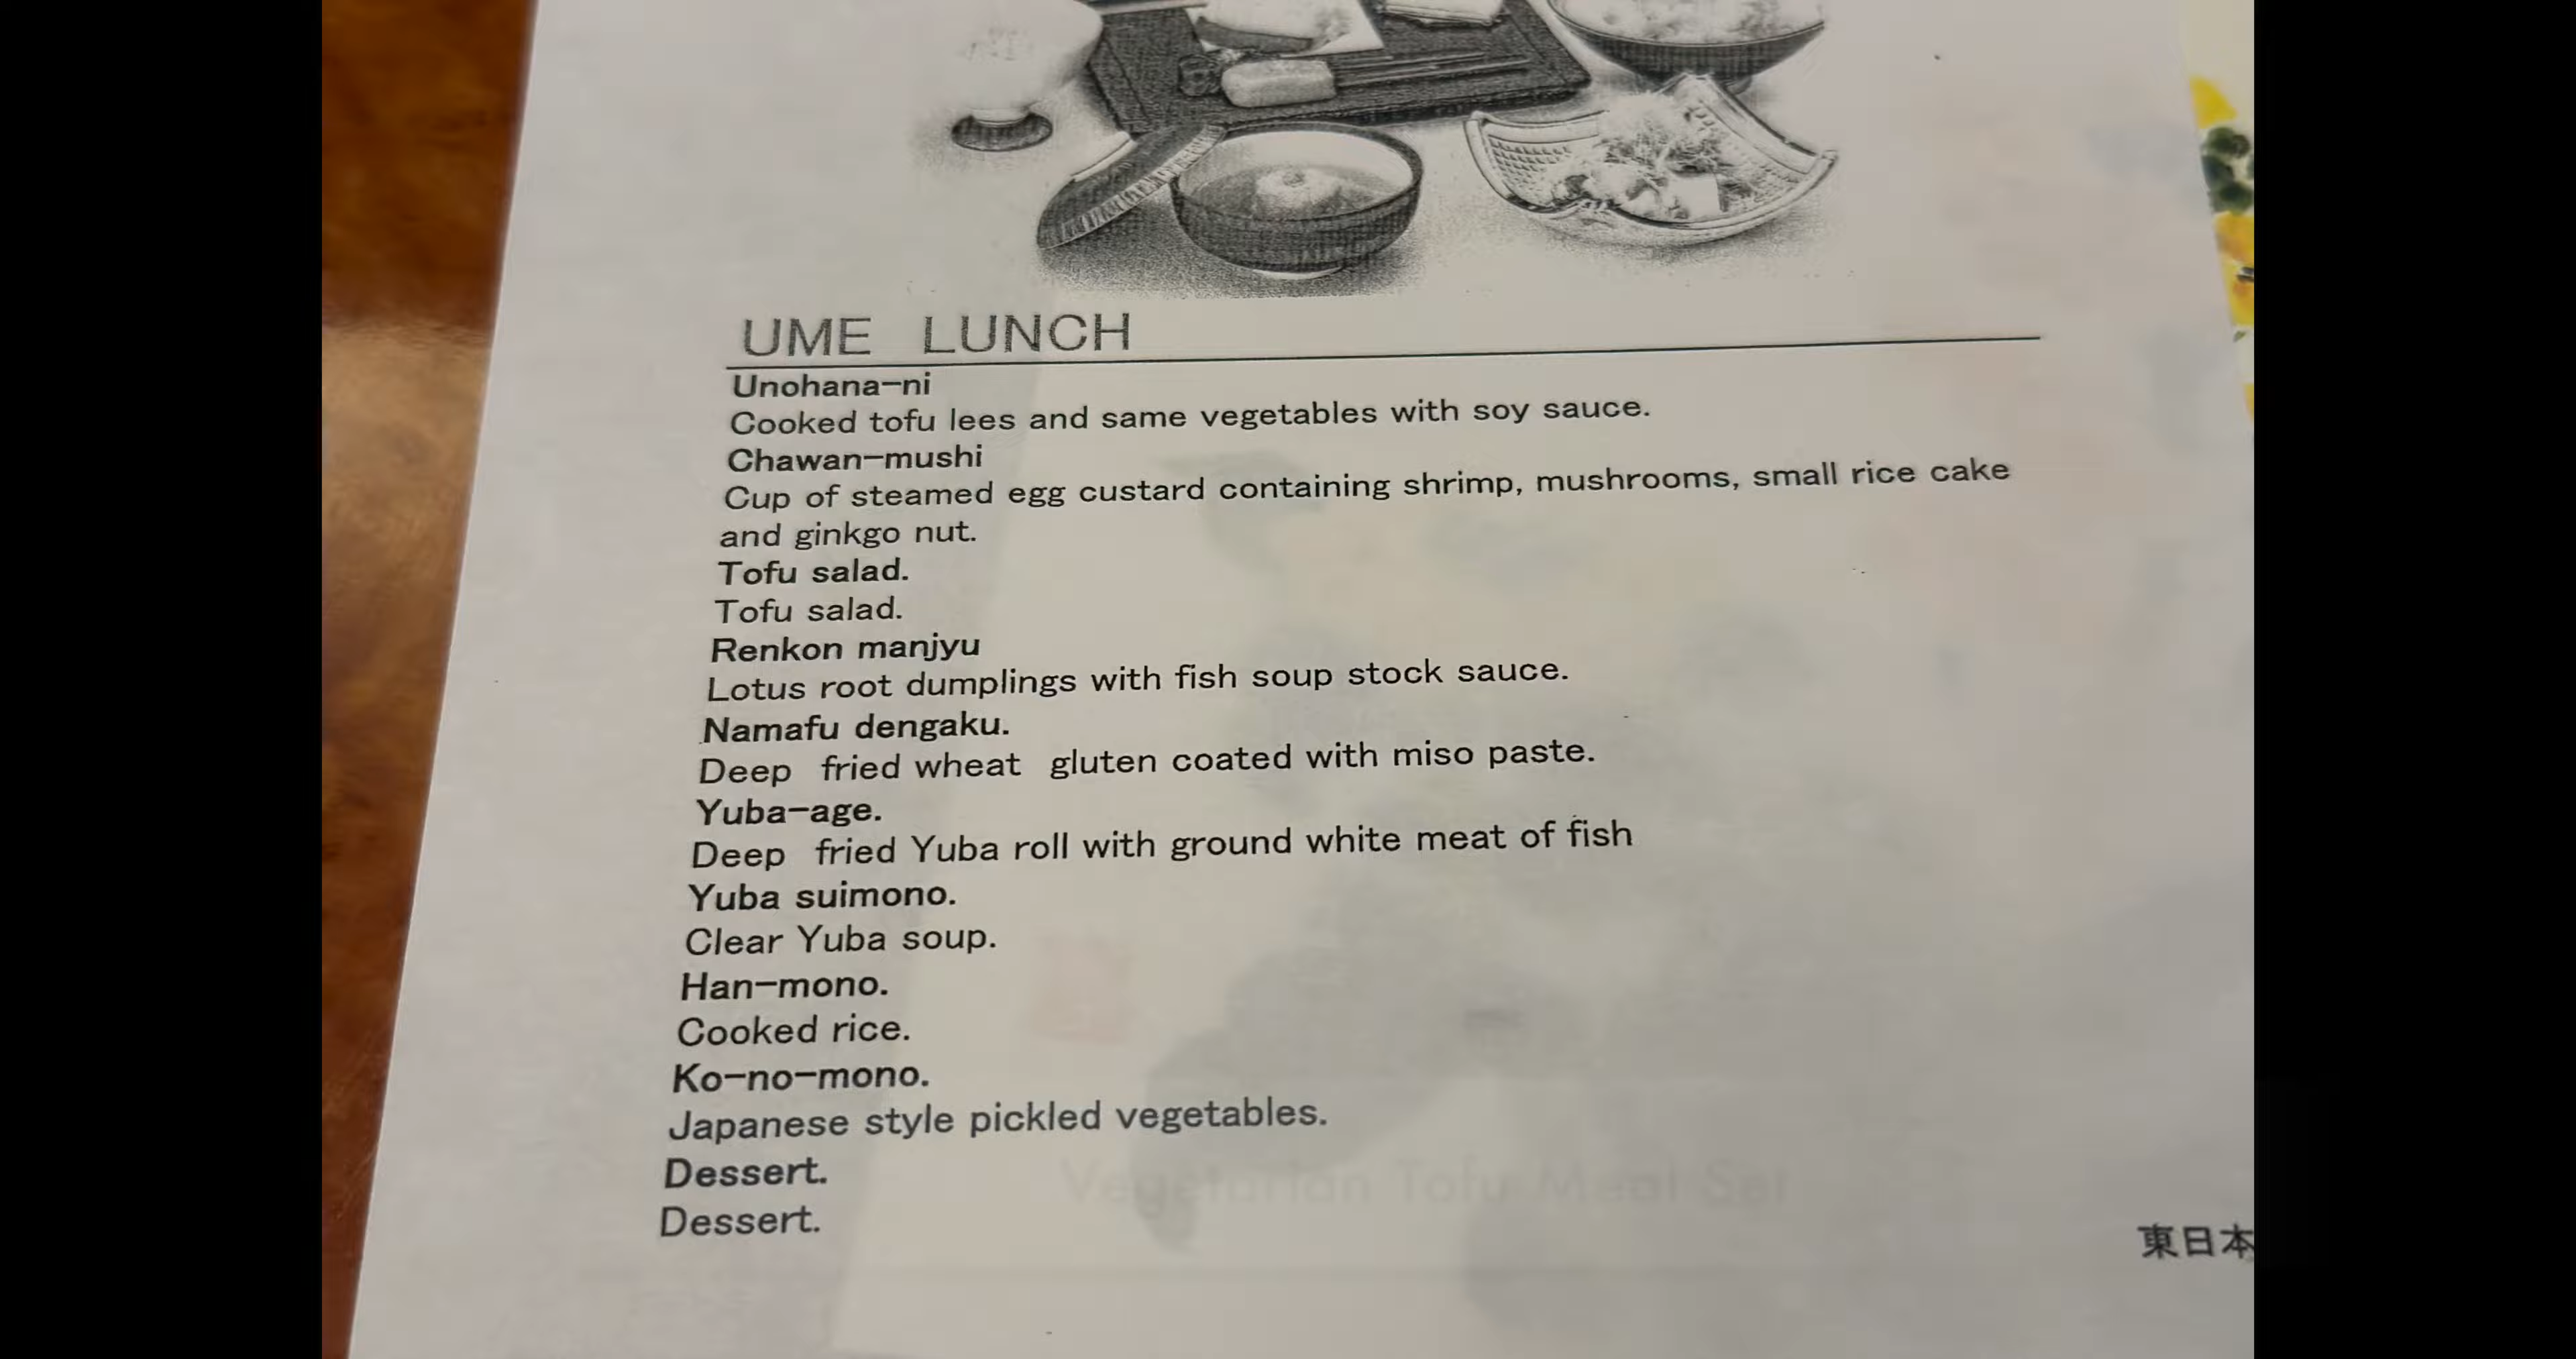 UME LUNCH
Unohana-ni
Cooked tofu lees and same vegetables with soy sauce.
Chawan-mushi
Cup of steamed egg custard containing shrimp, mushrooms, small rice cake
and ginkgo nut.
Tofu salad.
Tofu salad.
Renkon manjyu
Lotus root dumplings with fish soup stock sauce.
Namafu dengaku.
Deep fried wheat gluten coated with miso paste.
Yuba-age.
Deep fried Yuba roll with ground white meat of fish
Yuba suimono.
Clear Yuba soup.
Han-mono.
Cooked rice.
Ko-no-mono.
Japanese style pickled vegetables.
Dessert.
Vegetarian Tofu Meal Set
Dessert.
東日本